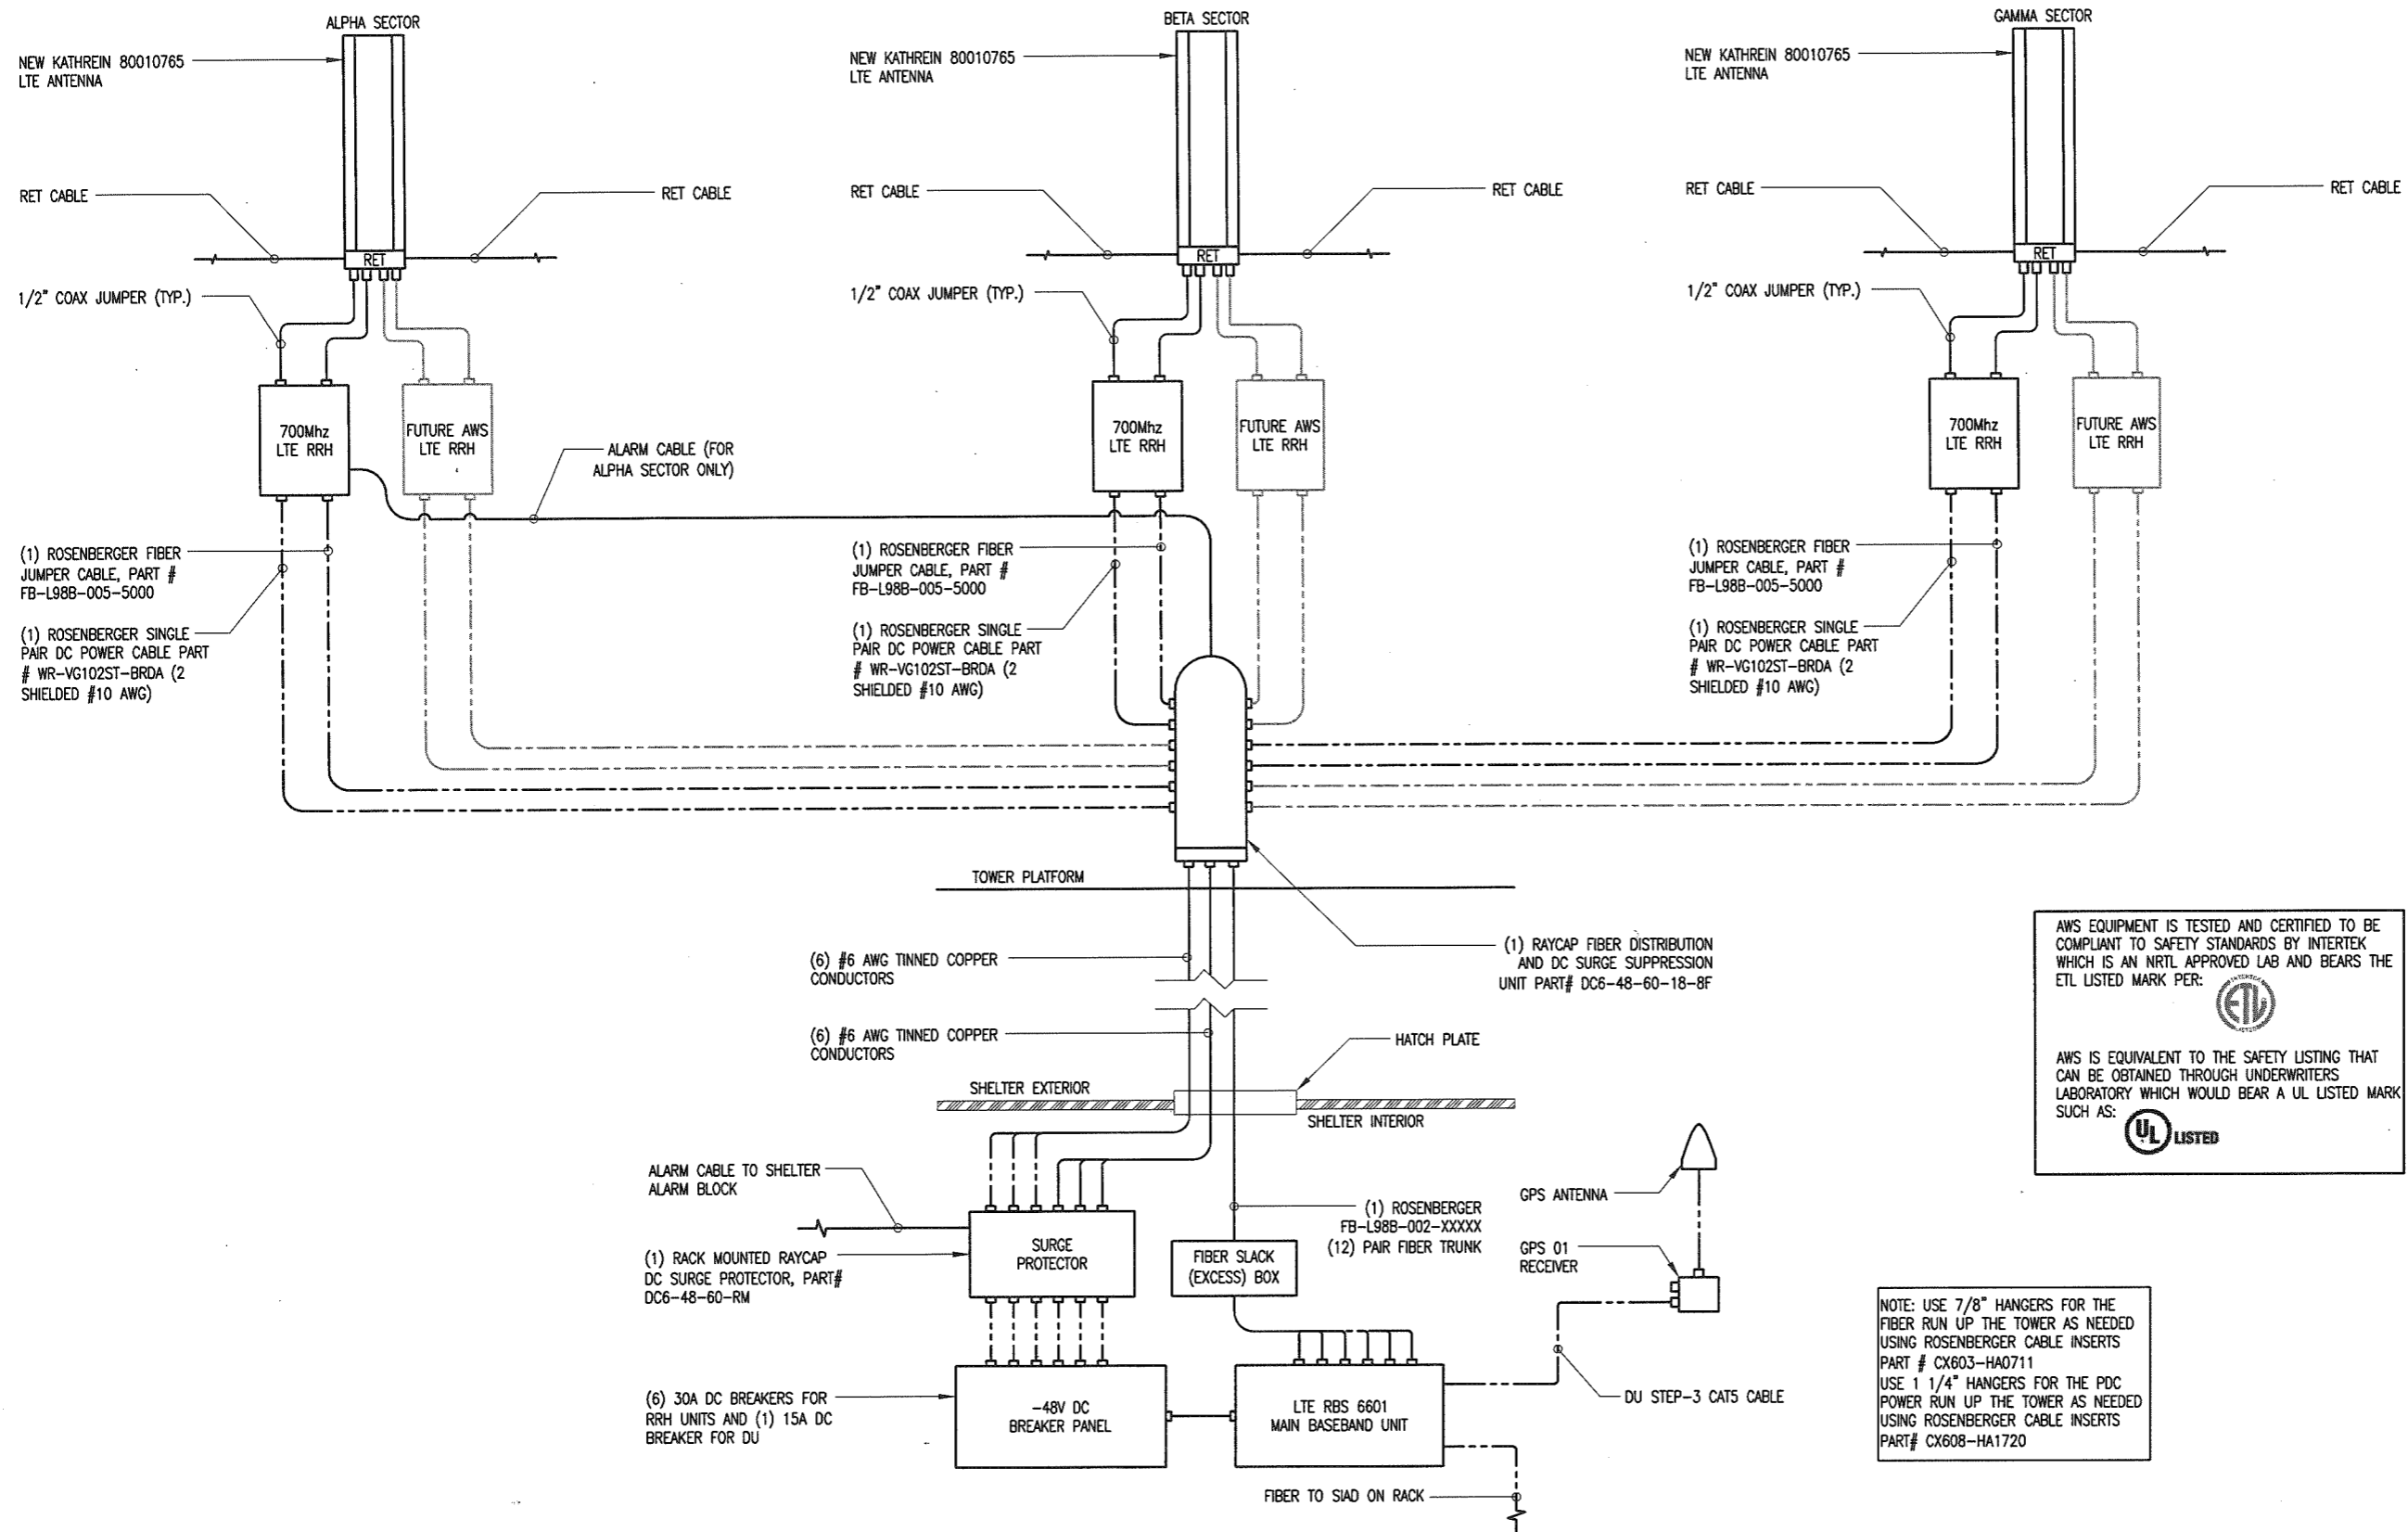 ALPHA SECTOR
NEW KATHREIN 80010765
LTE ANTENNA
RET CABLE
RET CABLE
RET
1/2" COAX JUMPER (TYP.)
700Mhz
LTE RRH
FUTURE AWS
LTE RRH
ALARM CABLE (FOR
ALPHA SECTOR ONLY)
(1) ROSENBERGER FIBER
JUMPER CABLE, PART #
FB-L98B-005-5000
(1) ROSENBERGER SINGLE
PAIR DC POWER CABLE PART
# WR-VG102ST-BRDA (2
SHIELDED #10 AWG)
BETA SECTOR
NEW KATHREIN 80010765
LTE ANTENNA
RET CABLE
RET CABLE
RET
1/2" COAX JUMPER (TYP.)
700Mhz
LTE RRH
FUTURE AWS
LTE RRH
(1) ROSENBERGER FIBER
JUMPER CABLE, PART #
FB-L98B-005-5000
(1) ROSENBERGER SINGLE
PAIR DC POWER CABLE PART
# WR-VG102ST-BRDA (2
SHIELDED #10 AWG)
GAMMA SECTOR
NEW KATHREIN 80010765
LTE ANTENNA
RET CABLE
RET CABLE
RET
1/2" COAX JUMPER (TYP.)
700Mhz
LTE RRH
FUTURE AWS
LTE RRH
(1) ROSENBERGER FIBER
JUMPER CABLE, PART #
FB-L98B-005-5000
(1) ROSENBERGER SINGLE
PAIR DC POWER CABLE PART
# WR-VG102ST-BRDA (2
SHIELDED #10 AWG)
TOWER PLATFORM
(6) #6 AWG TINNED COPPER
CONDUCTORS
(1) RAYCAP FIBER DISTRIBUTION
AND DC SURGE SUPPRESSION
UNIT PART# DC6-48-60-18-8F
(6) #6 AWG TINNED COPPER
CONDUCTORS
HATCH PLATE
SHELTER EXTERIOR
SHELTER INTERIOR
ALARM CABLE TO SHELTER
ALARM BLOCK
(1) RACK MOUNTED RAYCAP
DC SURGE PROTECTOR, PART#
DC6-48-60-RM
SURGE
PROTECTOR
FIBER SLACK
(EXCESS) BOX
(1) ROSENBERGER
FB-L98B-002-XXXXX
(12) PAIR FIBER TRUNK
GPS ANTENNA
GPS 01
RECEIVER
(6) 30A DC BREAKERS FOR
RRH UNITS AND (1) 15A DC
BREAKER FOR DU
-48V DC
BREAKER PANEL
LTE RBS 6601
MAIN BASEBAND UNIT
DU STEP-3 CAT5 CABLE
FIBER TO SIAD ON RACK
AWS EQUIPMENT IS TESTED AND CERTIFIED TO BE
COMPLIANT TO SAFETY STANDARDS BY INTERTEK
WHICH IS AN NRTL APPROVED LAB AND BEARS THE
ETL LISTED MARK PER:
INTERTEK
ETL
LISTED
AWS IS EQUIVALENT TO THE SAFETY LISTING THAT
CAN BE OBTAINED THROUGH UNDERWRITERS
LABORATORY WHICH WOULD BEAR A UL LISTED MARK
SUCH AS:
UL LISTED
NOTE: USE 7/8" HANGERS FOR THE
FIBER RUN UP THE TOWER AS NEEDED
USING ROSENBERGER CABLE INSERTS
PART # CX603-HA0711
USE 1 1/4" HANGERS FOR THE PDC
POWER RUN UP THE TOWER AS NEEDED
USING ROSENBERGER CABLE INSERTS
PART# CX608-HA1720